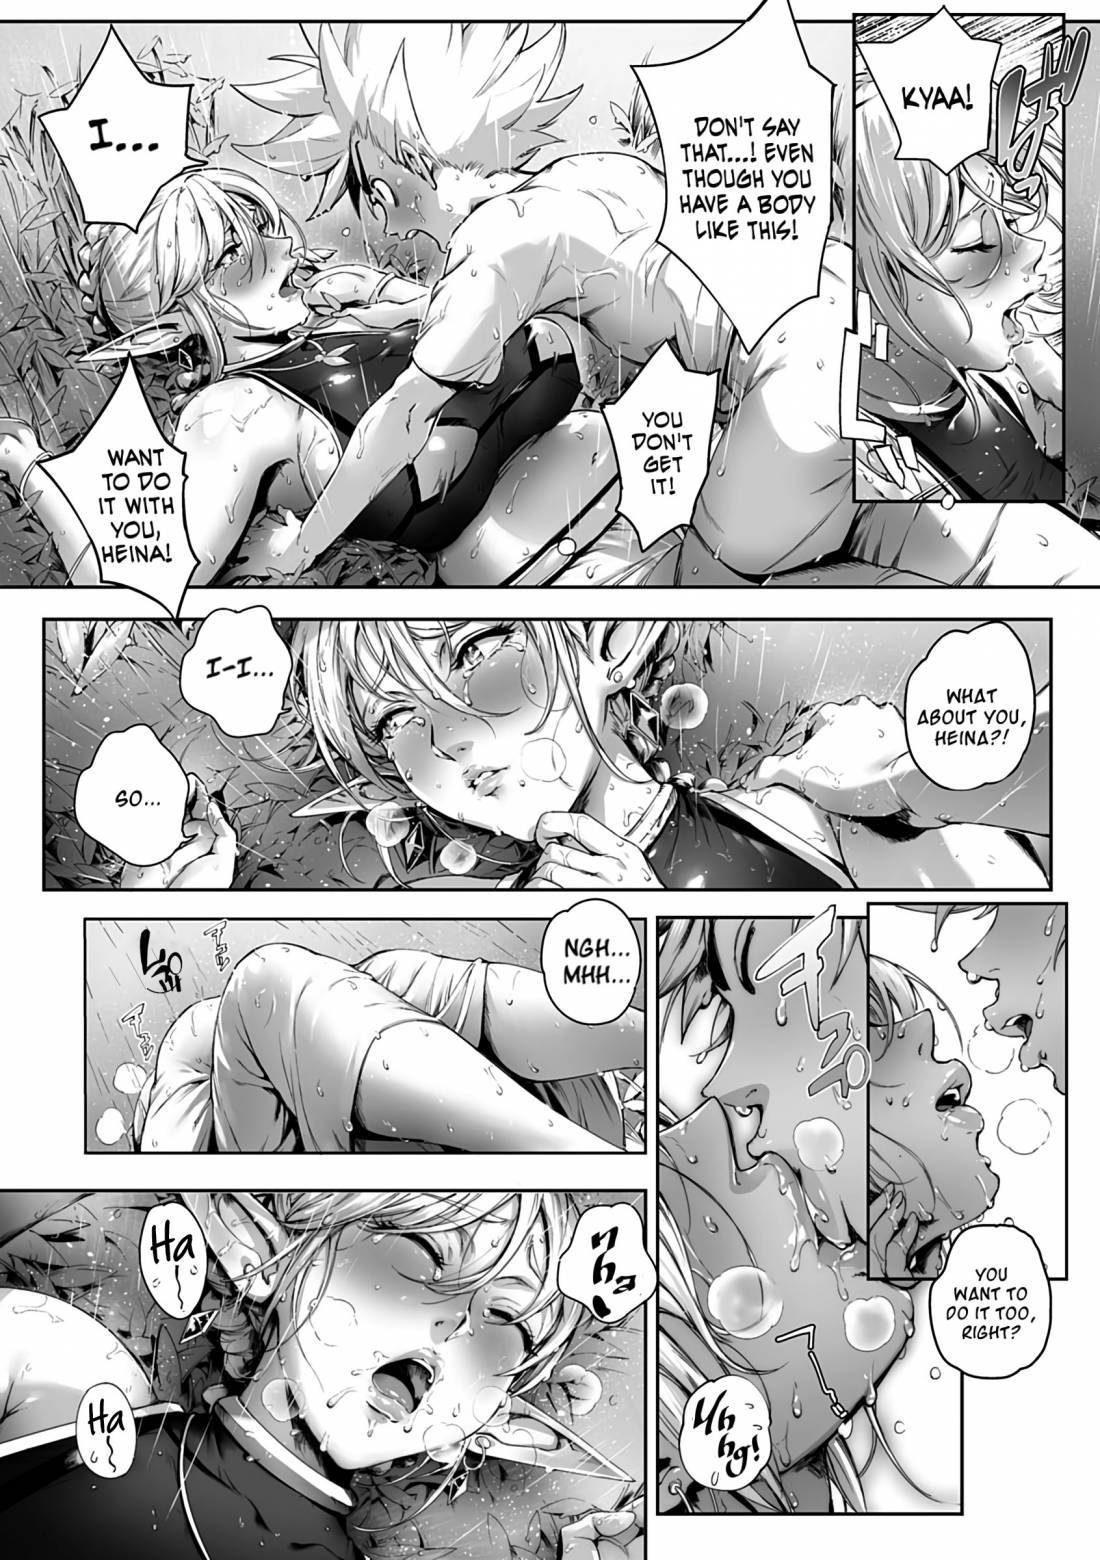 KYAA!
DON'T SAY
THAT...! EVEN
THOUGH YOU
HAVE A BODY
LIKE THIS!
YOU
DON'T
GET
IT!
I...
WANT
TO DO
IT WITH
YOU,
HEINA!
WHAT
ABOUT YOU,
HEINA?!
I-I...
SO...
YOU
WANT TO
DO IT TOO,
RIGHT?
NGH...
MHH...
Ha
Ha